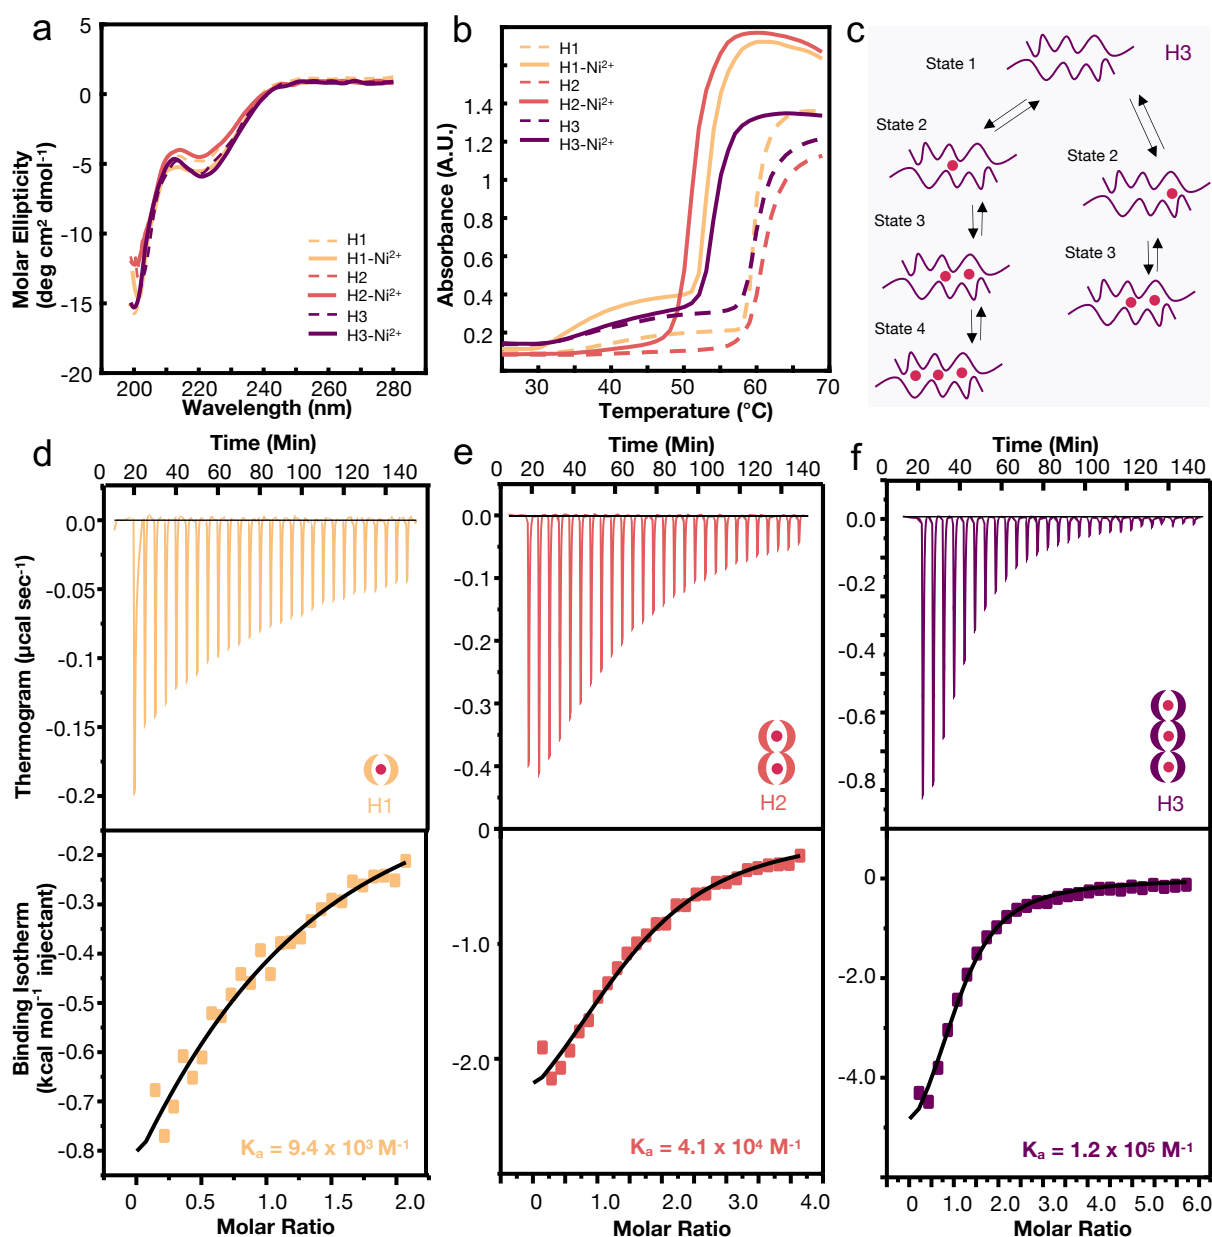 a
5
0
-5
-10
-15
-20
Molar Ellipticity
(deg cm² dmol⁻¹)
H1
H1-Ni²⁺
H2
H2-Ni²⁺
H3
H3-Ni²⁺
200
220
240
260
280
Wavelength (nm)
b
H1
H1-Ni²⁺
H2
H2-Ni²⁺
H3
H3-Ni²⁺
1.4
1.2
1
0.8
0.6
0.4
0.2
Absorbance (A.U.)
30
40
50
60
70
Temperature (°C)
c
H3
State 1
State 2
State 2
State 3
State 3
State 4
d
Time (Min)
0
20
40
60
80
100
120
140
0.0
-0.05
-0.1
-0.15
-0.2
Thermogram (µcal sec⁻¹)
H1
-0.2
-0.3
-0.4
-0.5
-0.6
-0.7
-0.8
Binding Isotherm
(kcal mol⁻¹ injectant)
Kₐ = 9.4 x 10³ M⁻¹
0
0.5
1.0
1.5
2.0
Molar Ratio
e
Time (Min)
0
20
40
60
80
100
120
140
0.0
-0.1
-0.2
-0.3
-0.4
H2
0
-1.0
-2.0
Kₐ = 4.1 x 10⁴ M⁻¹
0
1.0
2.0
3.0
4.0
Molar Ratio
f
Time (Min)
0
20
40
60
80
100
120
140
0.0
-0.2
-0.4
-0.6
-0.8
H3
0
-2.0
-4.0
Kₐ = 1.2 x 10⁵ M⁻¹
0
1.0
2.0
3.0
4.0
5.0
6.0
Molar Ratio